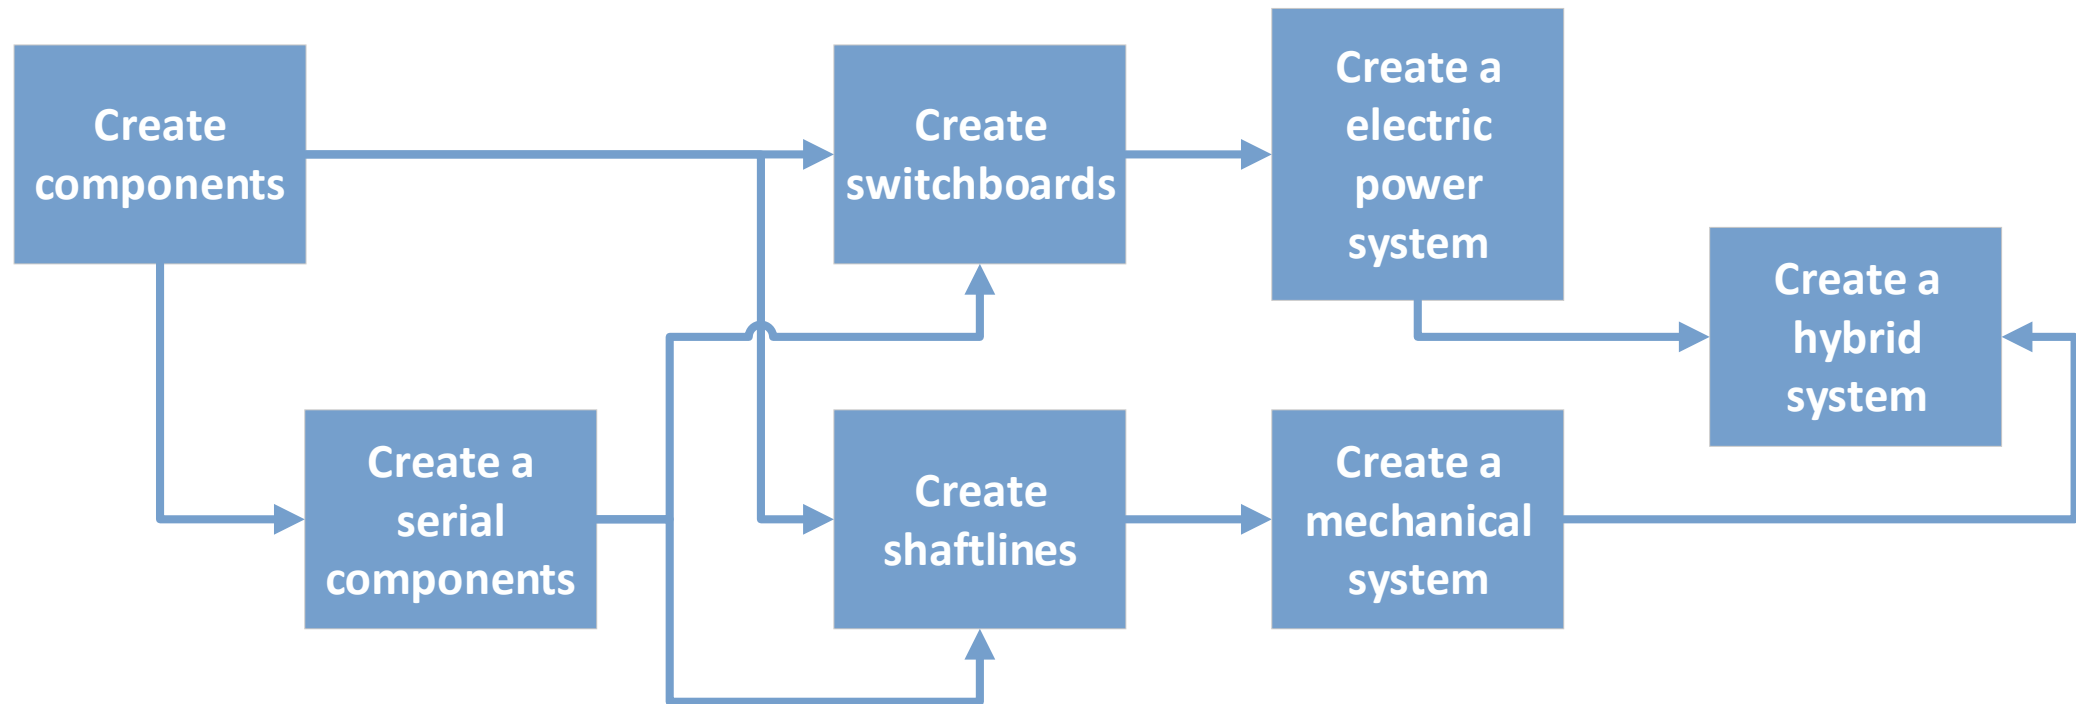 Create
components
Create
switchboards
Create a
electric
power
system
Create a
hybrid
system
Create a
serial
components
Create
shaftlines
Create a
mechanical
system